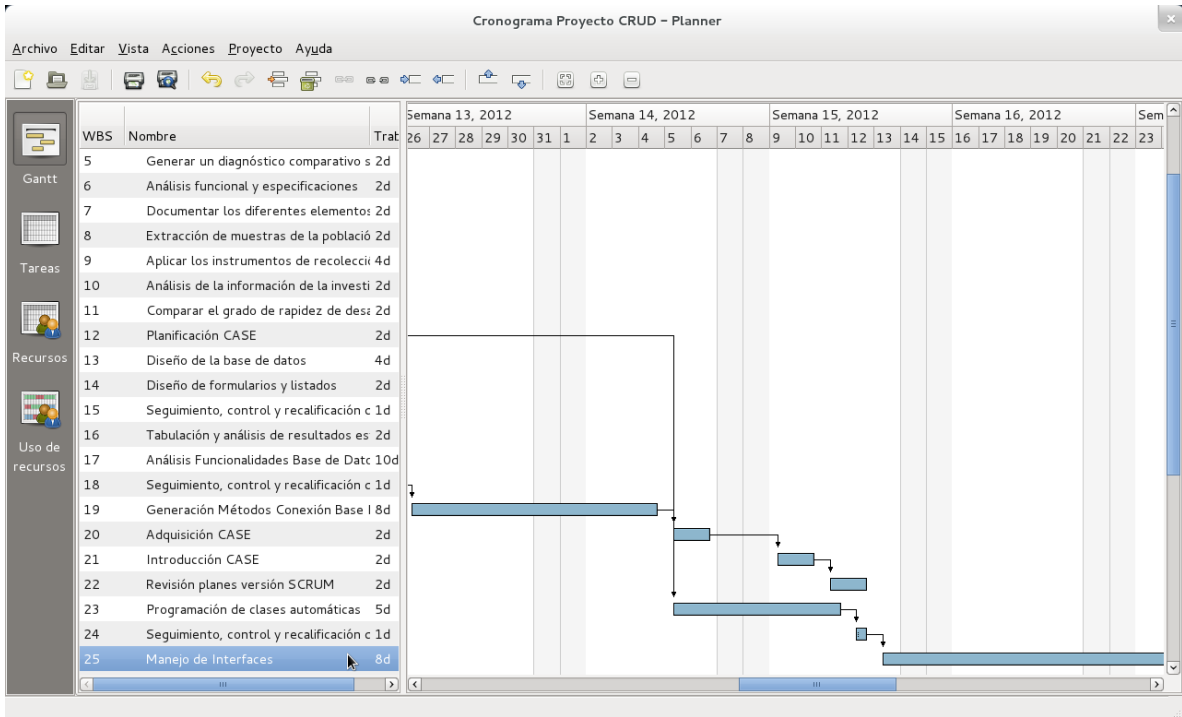 Cronograma Proyecto CRUD - Planner
Archivo Editar Vista Acciones Proyecto Ayuda
Semana 13, 2012 Semana 14, 2012 Semana 15, 2012 Semana 16, 2012 Sem
WBS Nombre Trab 26 27 28 29 30 31 1 2 3 4 5 6 7 8 9 10 11 12 13 14 15 16 17 18 19 20 21 22 23
Gantt
Tareas
Recursos
Uso de
recursos
5 Generar un diagnóstico comparativo s 2d
6 Análisis funcional y especificaciones 2d
7 Documentar los diferentes elementos 2d
8 Extracción de muestras de la població 2d
9 Aplicar los instrumentos de recolecci 4d
10 Análisis de la información de la investi 2d
11 Comparar el grado de rapidez de desa 2d
12 Planificación CASE 2d
13 Diseño de la base de datos 4d
14 Diseño de formularios y listados 2d
15 Seguimiento, control y recalificación c 1d
16 Tabulación y análisis de resultados es 2d
17 Análisis Funcionalidades Base de Datc 10d
18 Seguimiento, control y recalificación c 1d
19 Generación Métodos Conexión Base 8d
20 Adquisición CASE 2d
21 Introducción CASE 2d
22 Revisión planes versión SCRUM 2d
23 Programación de clases automáticas 5d
24 Seguimiento, control y recalificación c 1d
25 Manejo de Interfaces 8d